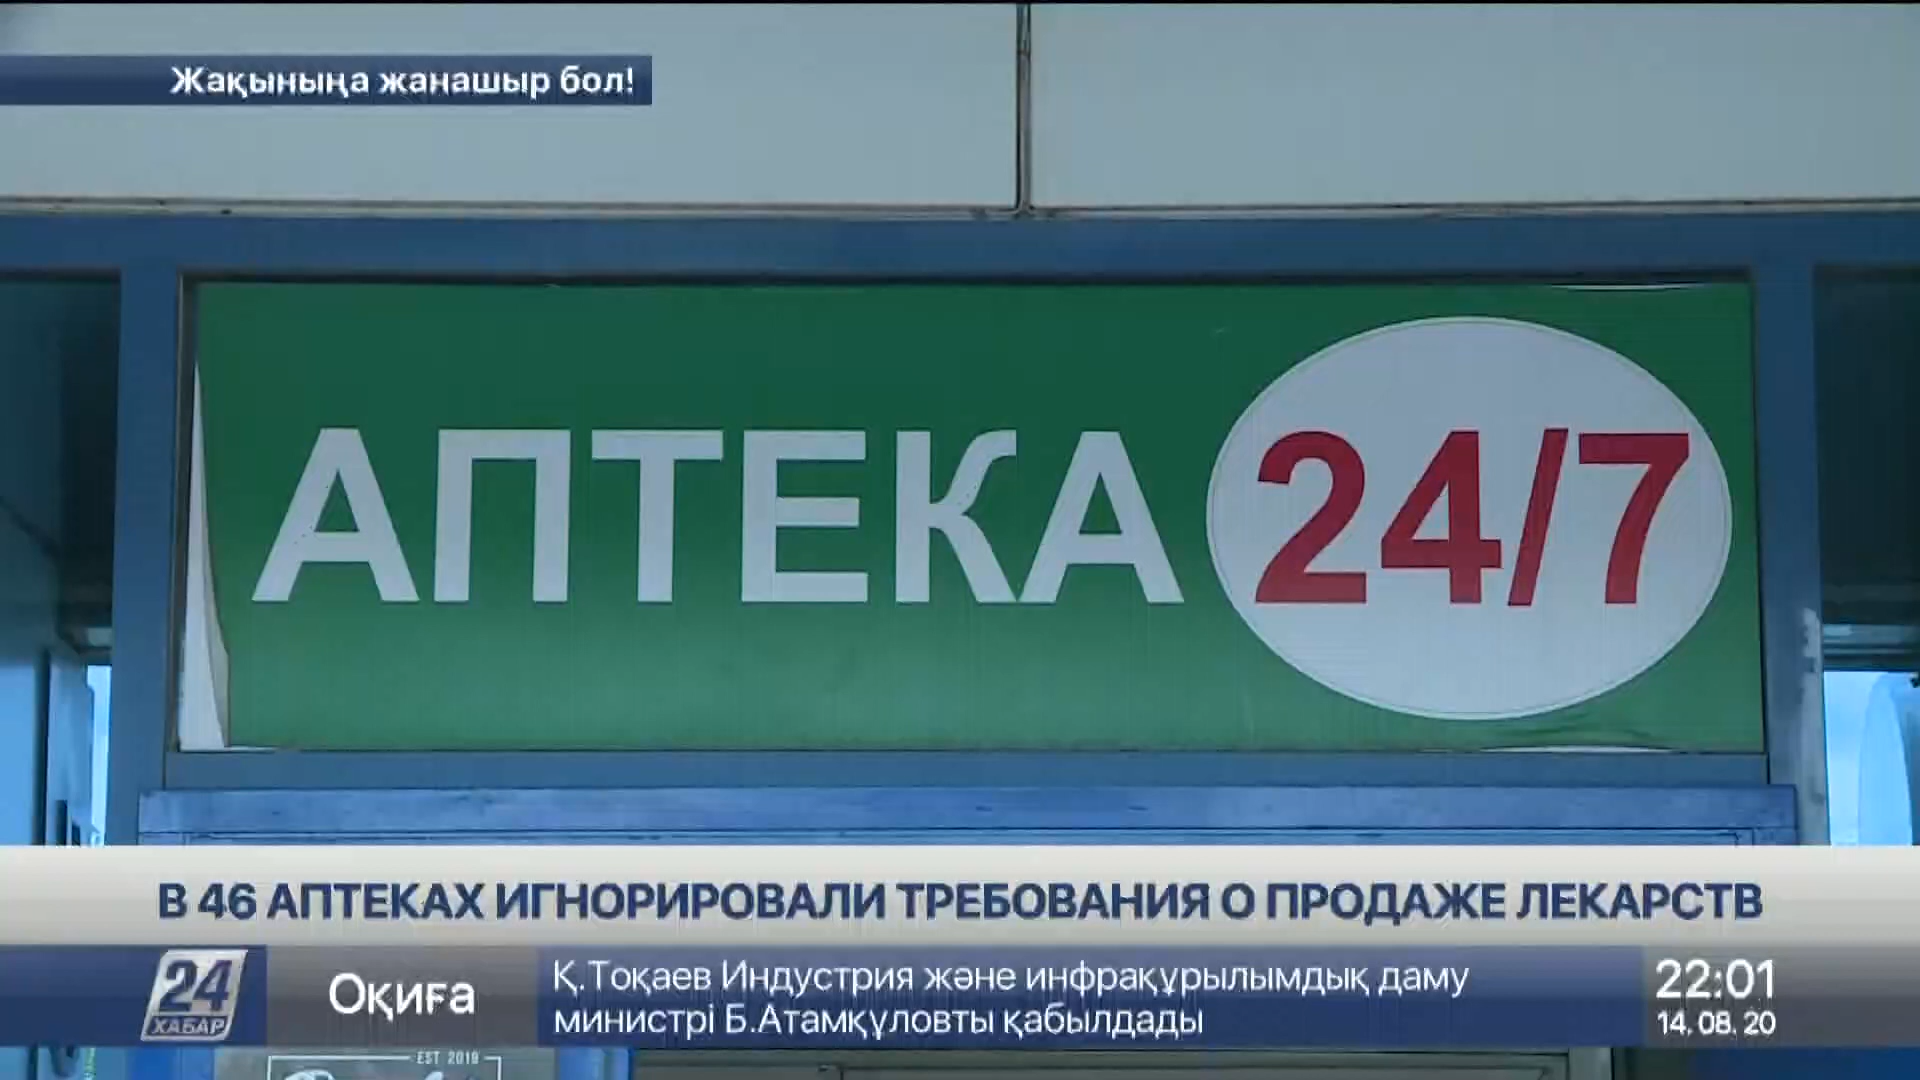 Жақыныңа жанашыр бол!
АПТЕКА 24/7
В 46 АПТЕКАХ ИГНОРИРОВАЛИ ТРЕБОВАНИЯ О ПРОДАЖЕ ЛЕКАРСТВ
24
ХАБАР
Оқиға
Қ.Тоқаев Индустрия және инфрақұрылымдық даму
министрі Б.Атамқұловты қабылдады
22:01
14.08.20
EST 2019